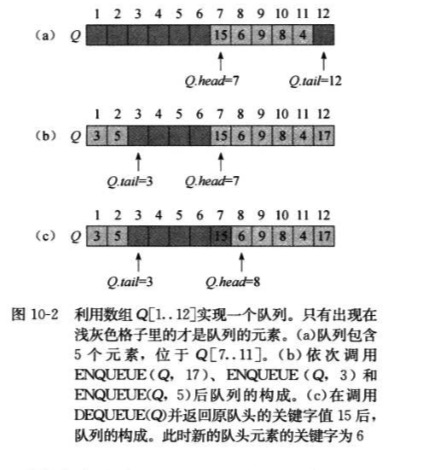 1 2 3 4 5 6 7 8 9 10 11 12
(a) Q 15 6 9 8 4
Q.head=7 Q.tail=12
1 2 3 4 5 6 7 8 9 10 11 12
(b) Q 3 5 15 6 9 8 4 17
Q.tail=3 Q.head=7
1 2 3 4 5 6 7 8 9 10 11 12
(c) Q 3 5 15 6 9 8 4 17
Q.tail=3 Q.head=8
图 10-2 利用数组 Q[1..12]实现一个队列。只有出现在
浅灰色格子里的才是队列的元素。(a)队列包含
5 个元素，位于 Q[7..11]。(b)依次调用
ENQUEUE(Q，17)、ENQUEUE(Q，3)和
ENQUEUE(Q，5)后队列的构成。(c)在调用
DEQUEUE(Q)并返回原队头的关键字值 15 后，
队列的构成。此时新的队头元素的关键字为 6